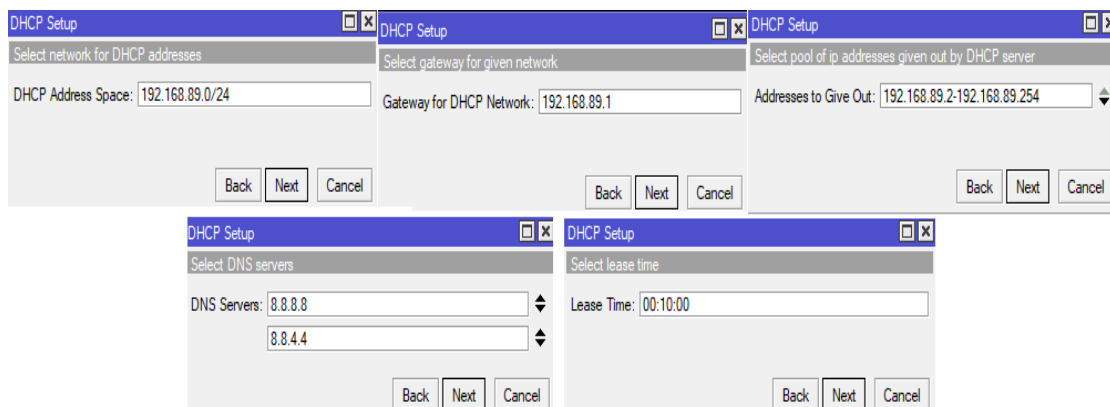 DHCP Setup
Select network for DHCP addresses
DHCP Address Space: 192.168.89.0/24
Back Next Cancel
DHCP Setup
Select gateway for given network
Gateway for DHCP Network: 192.168.89.1
Back Next Cancel
DHCP Setup
Select pool of ip addresses given out by DHCP server
Addresses to Give Out: 192.168.89.2-192.168.89.254
Back Next Cancel
DHCP Setup
Select DNS servers
DNS Servers: 8.8.8.8
8.8.4.4
Back Next Cancel
DHCP Setup
Select lease time
Lease Time: 00:10:00
Back Next Cancel